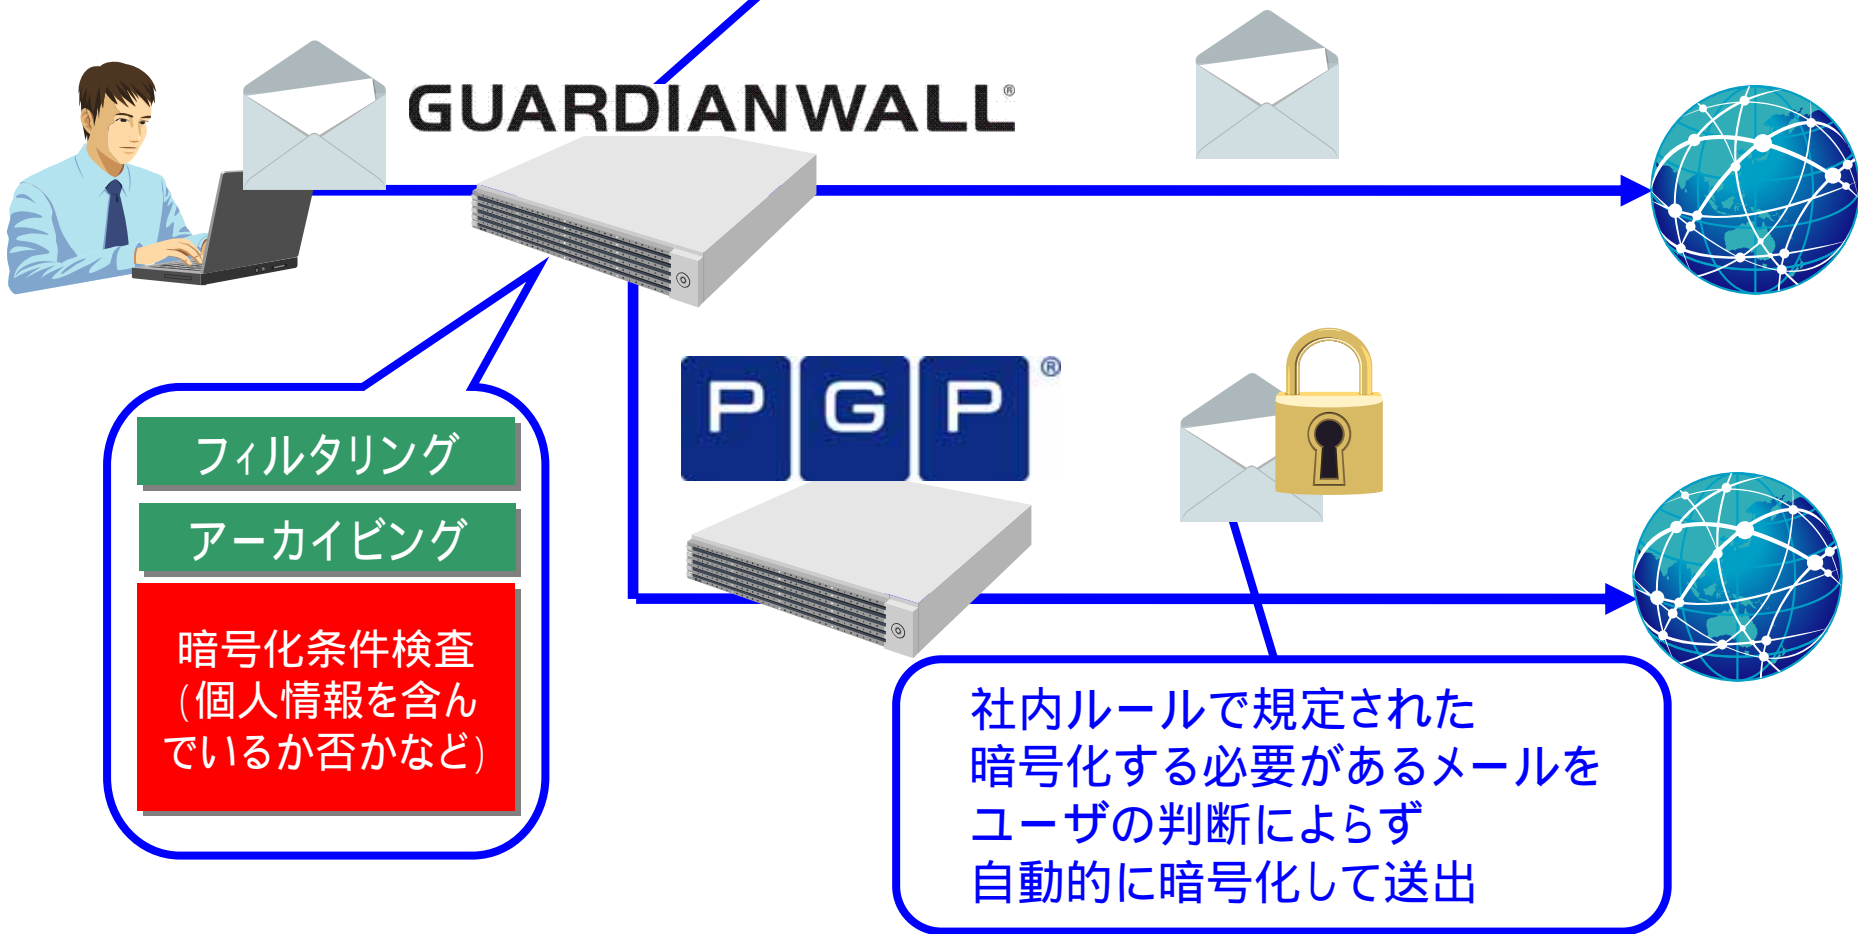 GUARDIANWALL®
PGP®
フィルタリング
アーカイビング
暗号化条件検査
(個人情報を含ん
でいるか否かなど)
社内ルールで規定された
暗号化する必要があるメールを
ユーザの判断によらず
自動的に暗号化して送出